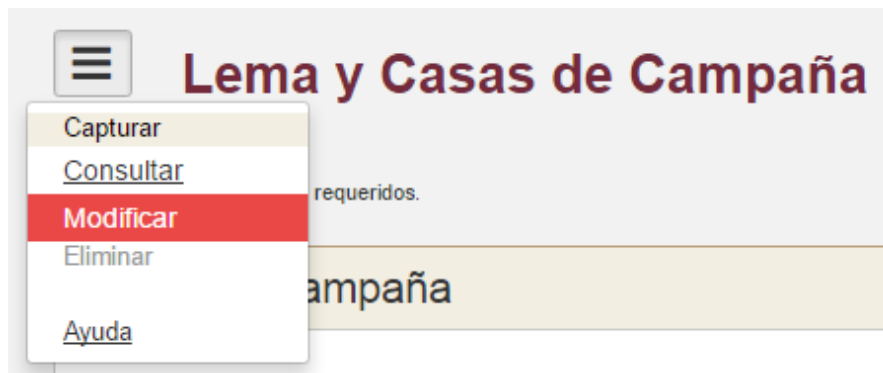 Lema y Casas de Campaña
Capturar
Consultar
requeridos.
Modificar
Eliminar
ampaña
Ayuda